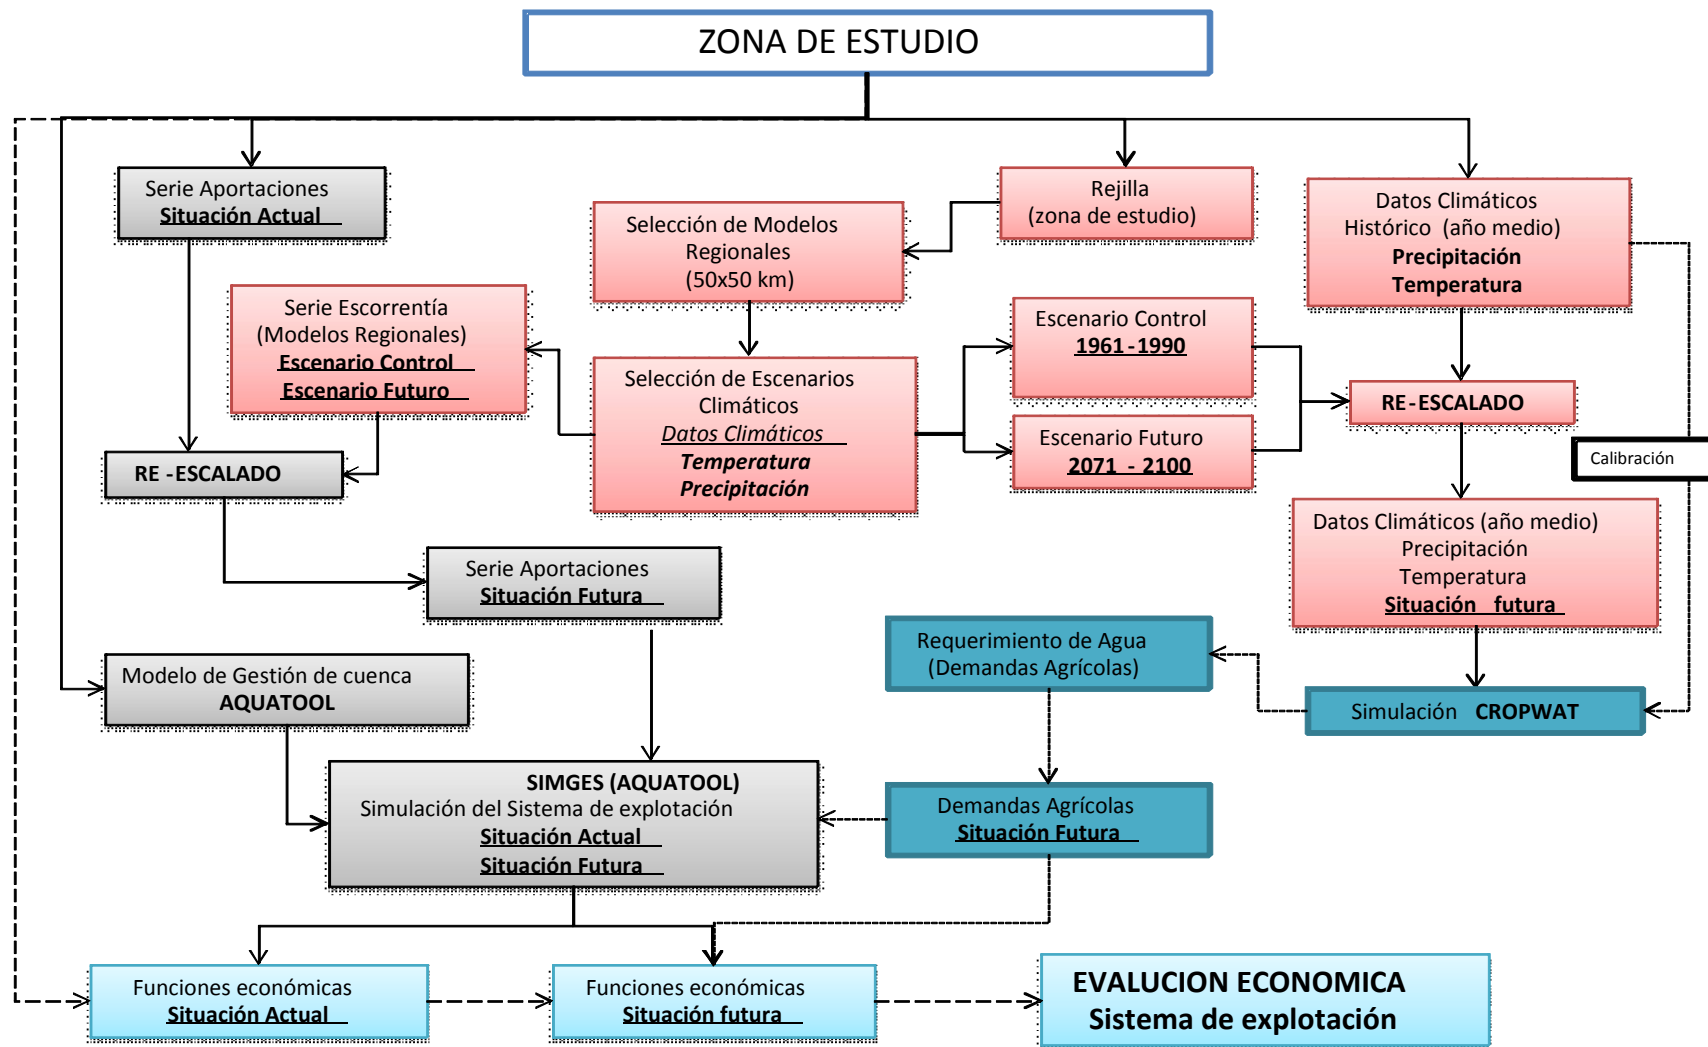 ZONA DE ESTUDIO
Serie Aportaciones
Situación Actual
Rejilla
(zona de estudio)
Datos Climáticos
Histórico (año medio)
Precipitación
Temperatura
Selección de Modelos
Regionales
(50x50 km)
Serie Escorrentía
(Modelos Regionales)
Escenario Control
Escenario Futuro
Selección de Escenarios
Climáticos
Datos Climáticos
Temperatura
Precipitación
Escenario Control
1961 - 1990
Escenario Futuro
2071 - 2100
RE - ESCALADO
Calibración
RE - ESCALADO
Datos Climáticos (año medio)
Precipitación
Temperatura
Situación futura
Serie Aportaciones
Situación Futura
Requerimiento de Agua
(Demandas Agrícolas)
Modelo de Gestión de cuenca
AQUATOOL
Simulación CROPWAT
SIMGES (AQUATOOL)
Simulación del Sistema de explotación
Situación Actual
Situación Futura
Demandas Agrícolas
Situación Futura
Funciones económicas
Situación Actual
Funciones económicas
Situación futura
EVALUCION ECONOMICA
Sistema de explotación